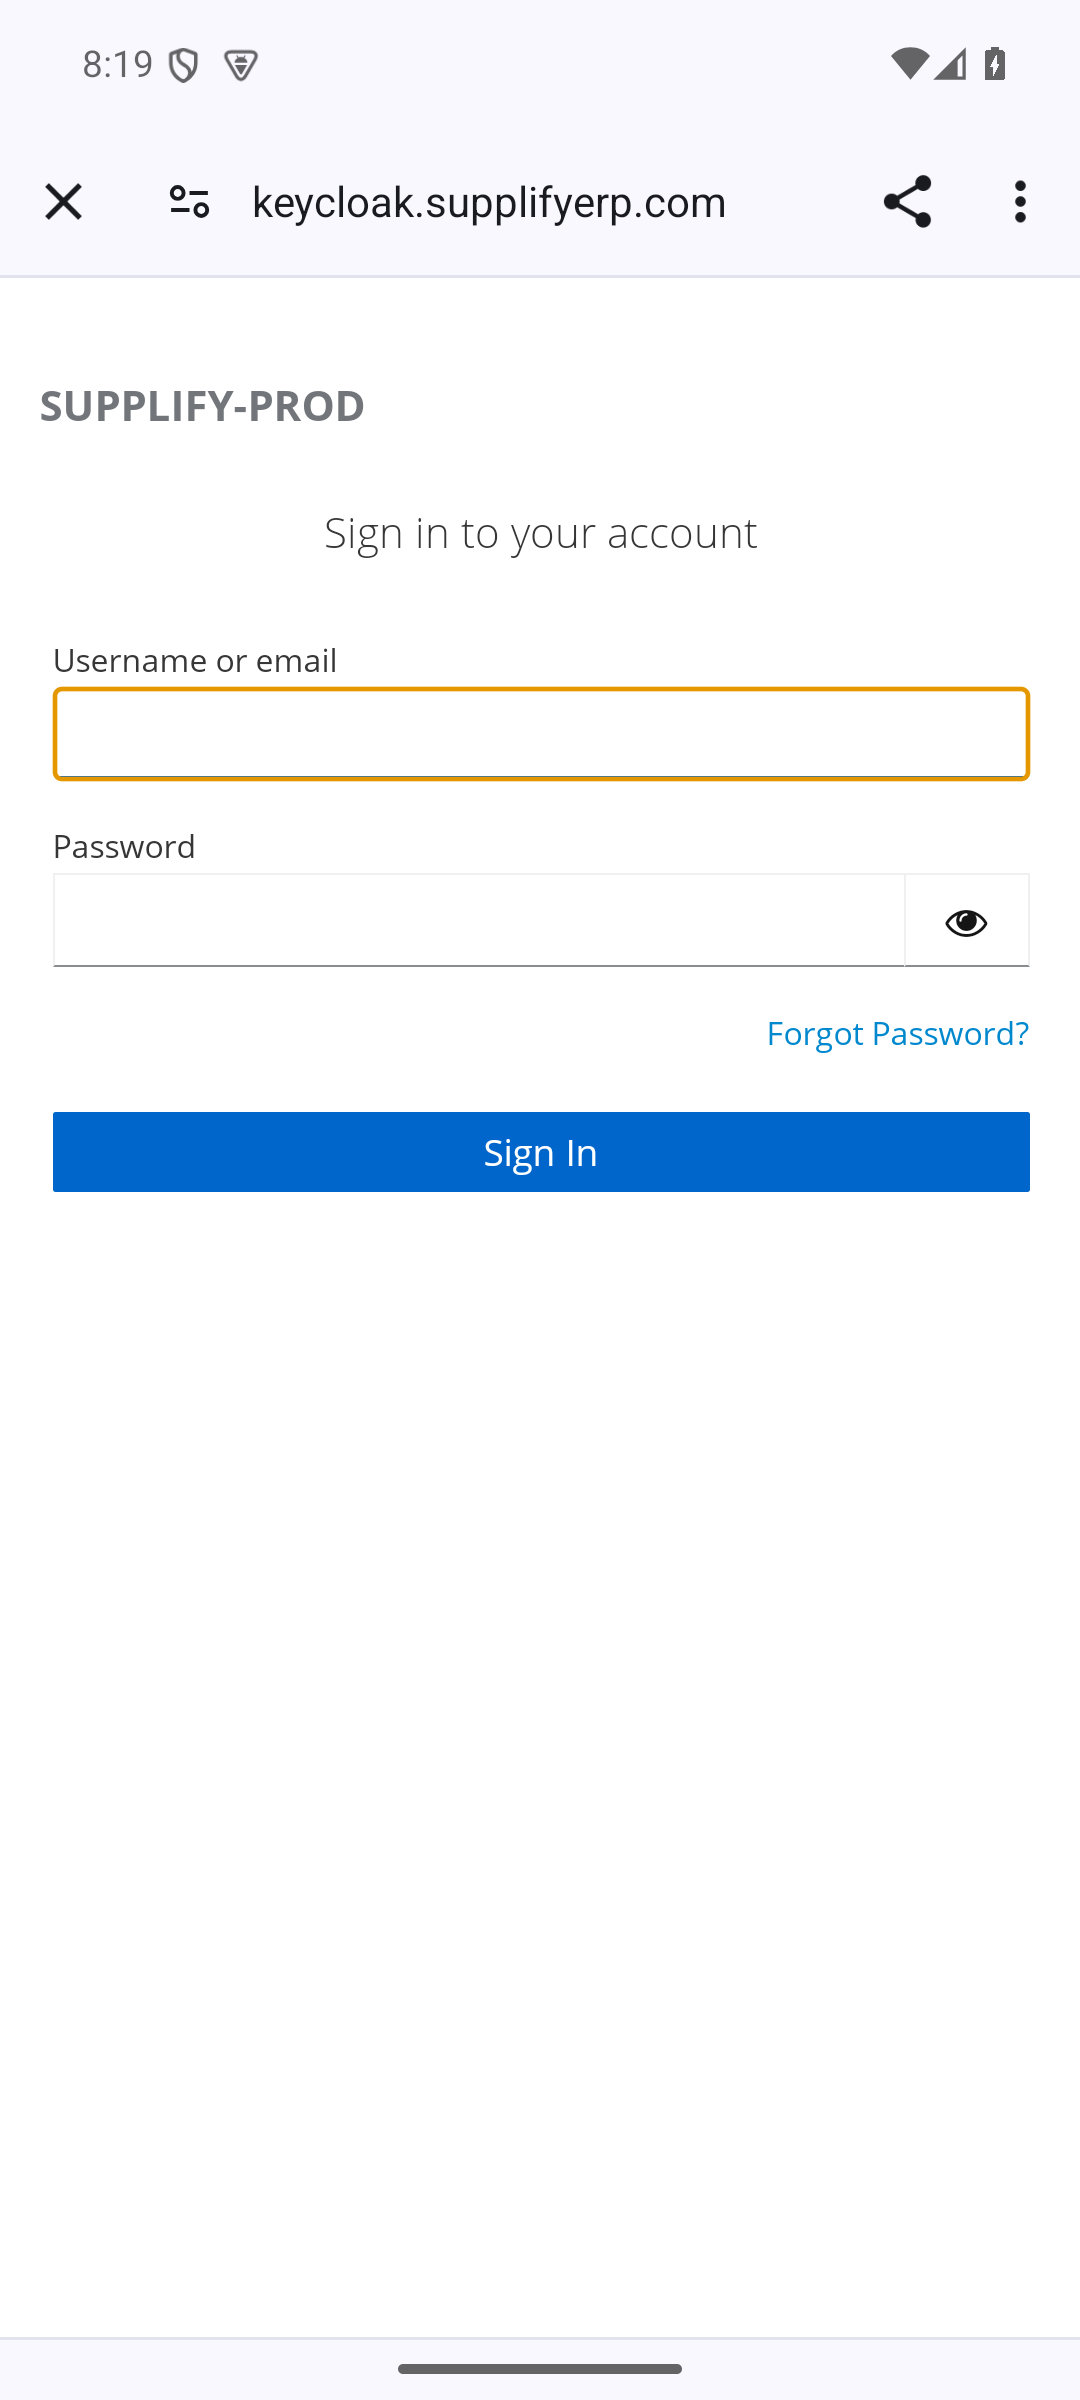 8:19
keycloak.supplifyerp.com
SUPPLIFY-PROD
Sign in to your account
Username or email
Password
Forgot Password?
Sign In